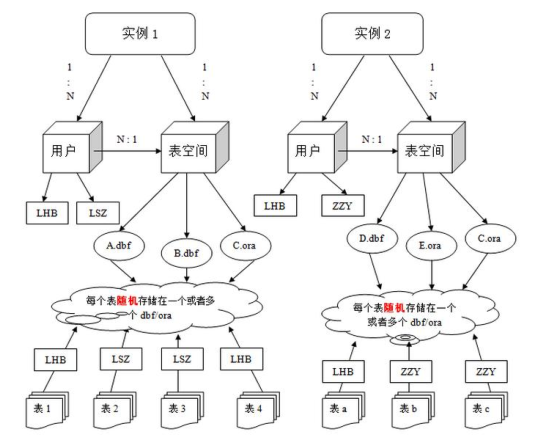 实例 1
实例 2
1
:
N
1
:
N
1
:
N
1
:
N
用户
N : 1
表空间
用户
N : 1
表空间
LHB
LSZ
LHB
ZZY
A.dbf
B.dbf
C.ora
D.dbf
E.ora
C.ora
每个表随机存储在一个或者多
个 dbf/ora
每个表随机存储在一个
或者多个 dbf/ora
LHB
LSZ
LSZ
LHB
LHB
ZZY
ZZY
表 1
表 2
表 3
表 4
表 a
表 b
表 c